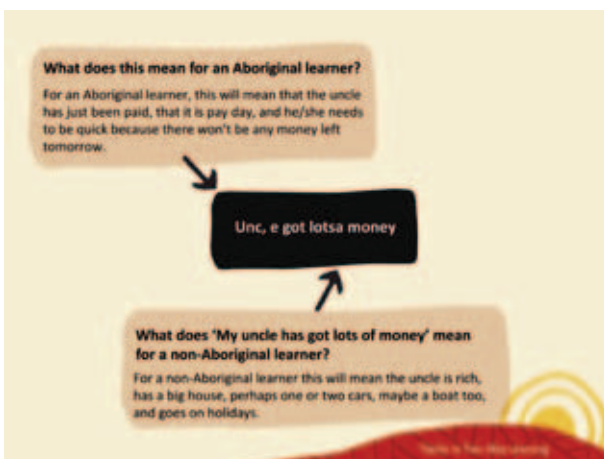 What does this mean for an Aboriginal learner?
For an Aboriginal learner, this will mean that the uncle
has just been paid, that it is pay day, and he/she needs
to be quick because there won't be any money left
tomorrow.
Unc, e got lotsa money
What does 'My uncle has got lots of money' mean
for a non-Aboriginal learner?
For a non-Aboriginal learner this will mean the uncle is rich,
has a big house, perhaps one or two cars, maybe a boat too,
and goes on holidays.